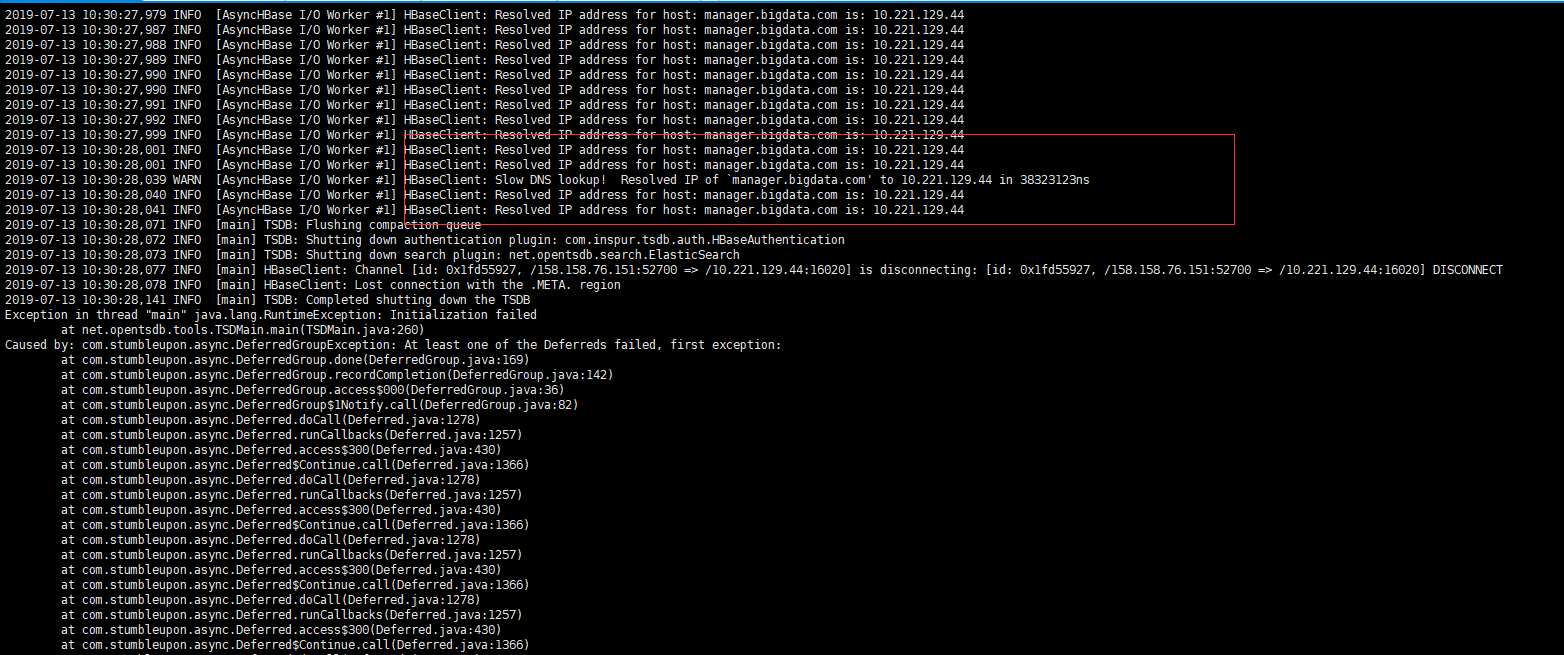 2019-07-13 10:30:27,979 INFO  [AsyncHBase I/O Worker #1] HBaseClient: Resolved IP address for host: manager.bigdata.com is: 10.221.129.44
2019-07-13 10:30:27,987 INFO  [AsyncHBase I/O Worker #1] HBaseClient: Resolved IP address for host: manager.bigdata.com is: 10.221.129.44
2019-07-13 10:30:27,988 INFO  [AsyncHBase I/O Worker #1] HBaseClient: Resolved IP address for host: manager.bigdata.com is: 10.221.129.44
2019-07-13 10:30:27,989 INFO  [AsyncHBase I/O Worker #1] HBaseClient: Resolved IP address for host: manager.bigdata.com is: 10.221.129.44
2019-07-13 10:30:27,990 INFO  [AsyncHBase I/O Worker #1] HBaseClient: Resolved IP address for host: manager.bigdata.com is: 10.221.129.44
2019-07-13 10:30:27,990 INFO  [AsyncHBase I/O Worker #1] HBaseClient: Resolved IP address for host: manager.bigdata.com is: 10.221.129.44
2019-07-13 10:30:27,991 INFO  [AsyncHBase I/O Worker #1] HBaseClient: Resolved IP address for host: manager.bigdata.com is: 10.221.129.44
2019-07-13 10:30:27,992 INFO  [AsyncHBase I/O Worker #1] HBaseClient: Resolved IP address for host: manager.bigdata.com is: 10.221.129.44
2019-07-13 10:30:27,999 INFO  [AsyncHBase I/O Worker #1] HBaseClient: Resolved IP address for host: manager.bigdata.com is: 10.221.129.44
2019-07-13 10:30:28,001 INFO  [AsyncHBase I/O Worker #1] HBaseClient: Resolved IP address for host: manager.bigdata.com is: 10.221.129.44
2019-07-13 10:30:28,001 INFO  [AsyncHBase I/O Worker #1] HBaseClient: Resolved IP address for host: manager.bigdata.com is: 10.221.129.44
2019-07-13 10:30:28,039 WARN  [AsyncHBase I/O Worker #1] HBaseClient: Slow DNS lookup!  Resolved IP of `manager.bigdata.com' to 10.221.129.44 in 38323123ns
2019-07-13 10:30:28,040 INFO  [AsyncHBase I/O Worker #1] HBaseClient: Resolved IP address for host: manager.bigdata.com is: 10.221.129.44
2019-07-13 10:30:28,041 INFO  [AsyncHBase I/O Worker #1] HBaseClient: Resolved IP address for host: manager.bigdata.com is: 10.221.129.44
2019-07-13 10:30:28,071 INFO  [main] TSDB: Flushing compaction queue
2019-07-13 10:30:28,072 INFO  [main] TSDB: Shutting down authentication plugin: com.inspur.tsdb.auth.HBaseAuthentication
2019-07-13 10:30:28,073 INFO  [main] TSDB: Shutting down search plugin: net.opentsdb.search.ElasticSearch
2019-07-13 10:30:28,077 INFO  [main] HBaseClient: Channel [id: 0x1fd55927, /158.158.76.151:52700 => /10.221.129.44:16020] is disconnecting: [id: 0x1fd55927, /158.158.76.151:52700 => /10.221.129.44:16020] DISCONNECT
2019-07-13 10:30:28,078 INFO  [main] HBaseClient: Lost connection with the .META. region
2019-07-13 10:30:28,141 INFO  [main] TSDB: Completed shutting down the TSDB
Exception in thread "main" java.lang.RuntimeException: Initialization failed
        at net.opentsdb.tools.TSDMain.main(TSDMain.java:260)
Caused by: com.stumbleupon.async.DeferredGroupException: At least one of the Deferreds failed, first exception:
        at com.stumbleupon.async.DeferredGroup.done(DeferredGroup.java:169)
        at com.stumbleupon.async.DeferredGroup.recordCompletion(DeferredGroup.java:142)
        at com.stumbleupon.async.DeferredGroup.access$000(DeferredGroup.java:36)
        at com.stumbleupon.async.DeferredGroup$1Notify.call(DeferredGroup.java:82)
        at com.stumbleupon.async.Deferred.doCall(Deferred.java:1278)
        at com.stumbleupon.async.Deferred.runCallbacks(Deferred.java:1257)
        at com.stumbleupon.async.Deferred.access$300(Deferred.java:430)
        at com.stumbleupon.async.Deferred$Continue.call(Deferred.java:1366)
        at com.stumbleupon.async.Deferred.doCall(Deferred.java:1278)
        at com.stumbleupon.async.Deferred.runCallbacks(Deferred.java:1257)
        at com.stumbleupon.async.Deferred.access$300(Deferred.java:430)
        at com.stumbleupon.async.Deferred$Continue.call(Deferred.java:1366)
        at com.stumbleupon.async.Deferred.doCall(Deferred.java:1278)
        at com.stumbleupon.async.Deferred.runCallbacks(Deferred.java:1257)
        at com.stumbleupon.async.Deferred.access$300(Deferred.java:430)
        at com.stumbleupon.async.Deferred$Continue.call(Deferred.java:1366)
        at com.stumbleupon.async.Deferred.doCall(Deferred.java:1278)
        at com.stumbleupon.async.Deferred.runCallbacks(Deferred.java:1257)
        at com.stumbleupon.async.Deferred.access$300(Deferred.java:430)
        at com.stumbleupon.async.Deferred$Continue.call(Deferred.java:1366)